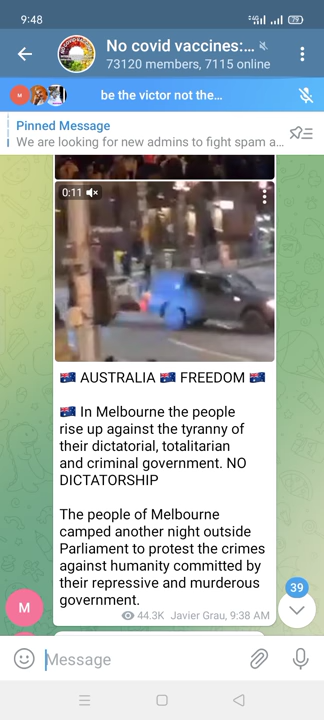 9:48
79
No covid vaccines:...
73120 members, 7115 online
M
be the victor not the...
Pinned Message
We are looking for new admins to fight spam a...
0:11
🇦🇺 AUSTRALIA 🇦🇺 FREEDOM 🇦🇺
🇦🇺 In Melbourne the people
rise up against the tyranny of
their dictatorial, totalitarian
and criminal government. NO
DICTATORSHIP
The people of Melbourne
camped another night outside
Parliament to protest the crimes
against humanity committed by
their repressive and murderous
government.
44.3K Javier Grau, 9:38 AM
39
M
Message